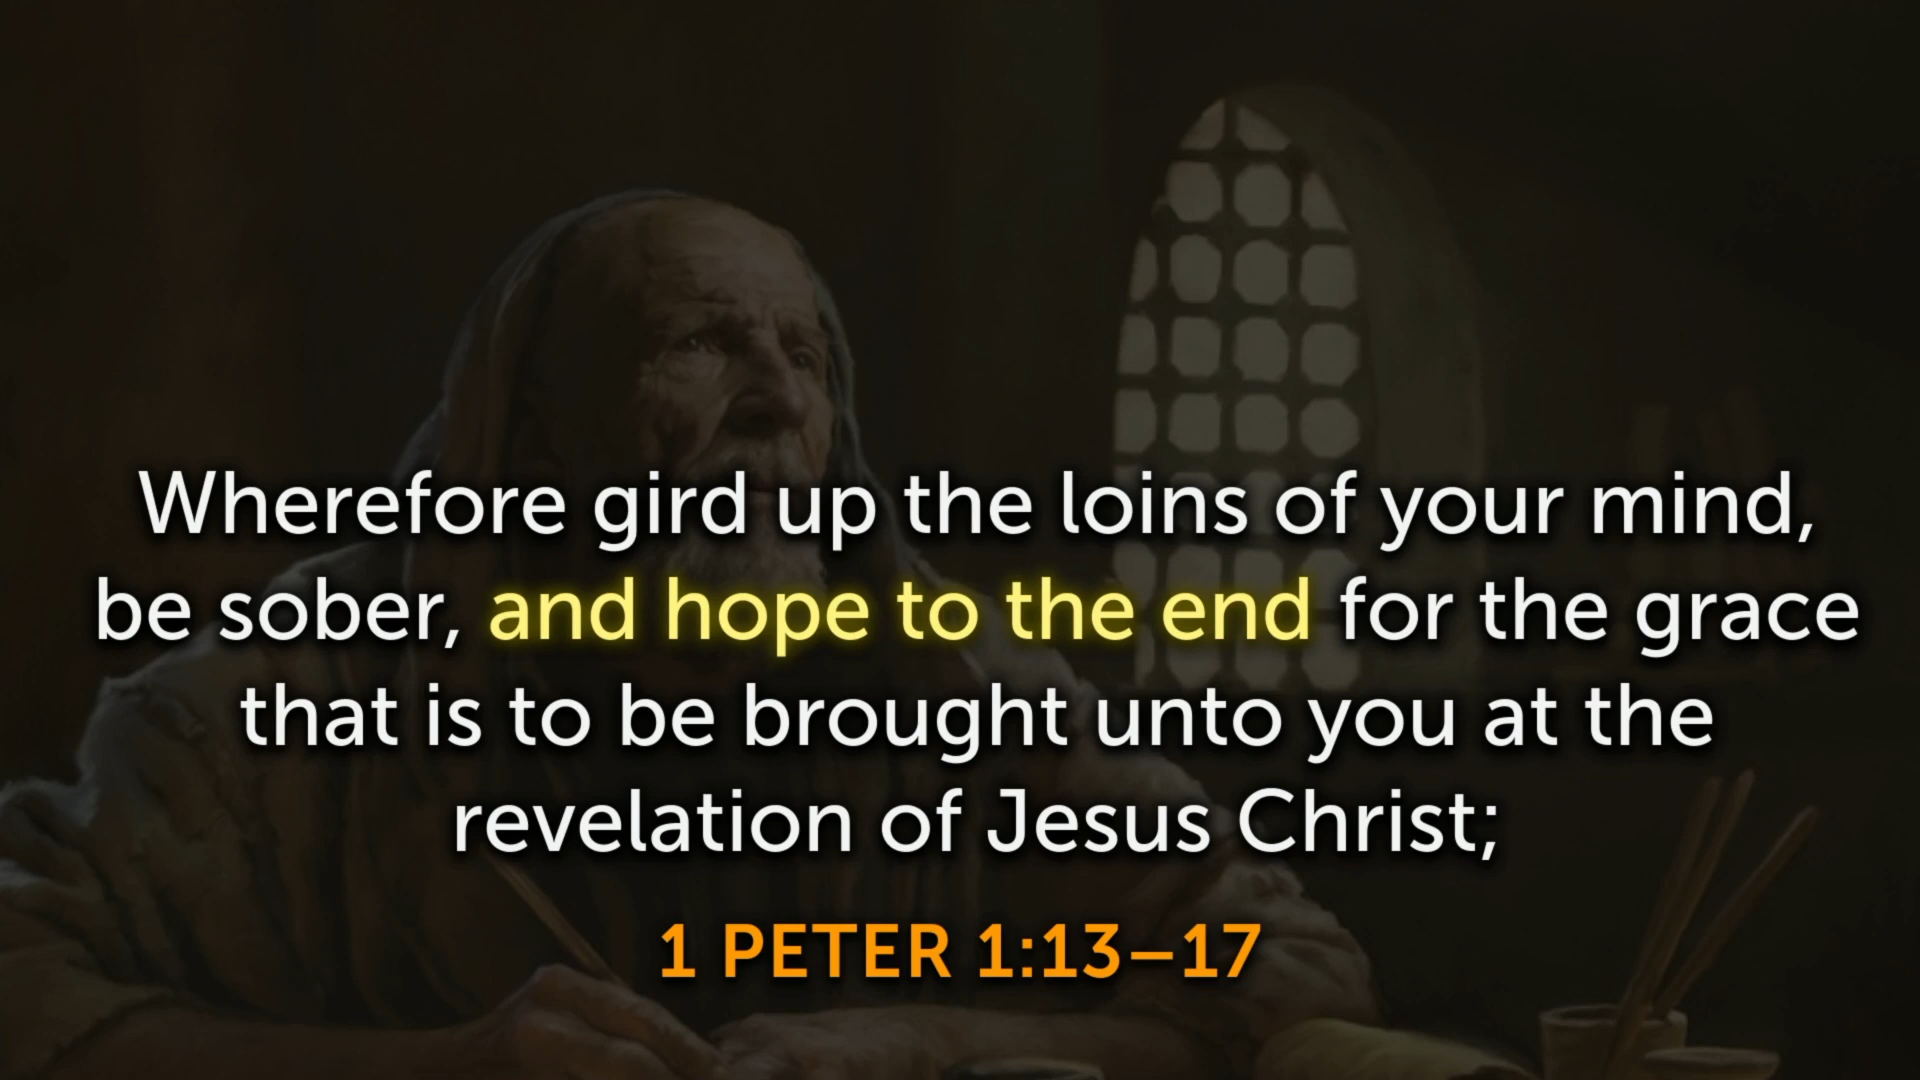 Wherefore gird up the loins of your mind,
be sober, and hope to the end for the grace
that is to be brought unto you at the
revelation of Jesus Christ;
1 PETER 1:13–17